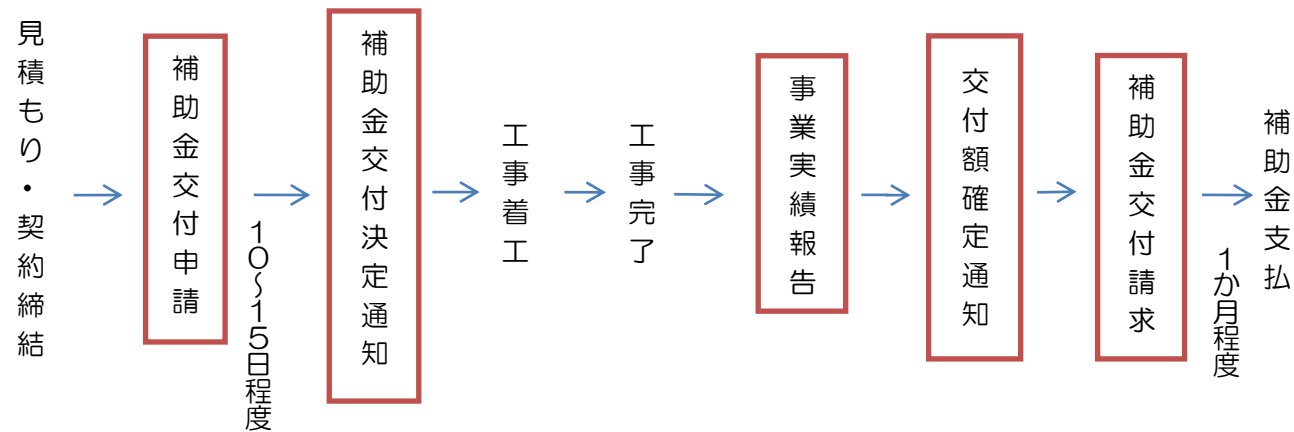 見積もり・契約締結
補助金交付申請
10~15日程度
補助金交付決定通知
工事着工
工事完了
事業実績報告
交付額確定通知
補助金交付請求
1か月程度
補助金支払